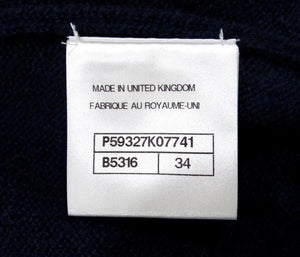 MADE IN UNITED KINGDOM
FABRIQUE AU ROYAUME-UNI
P59327K07741
B5316 34